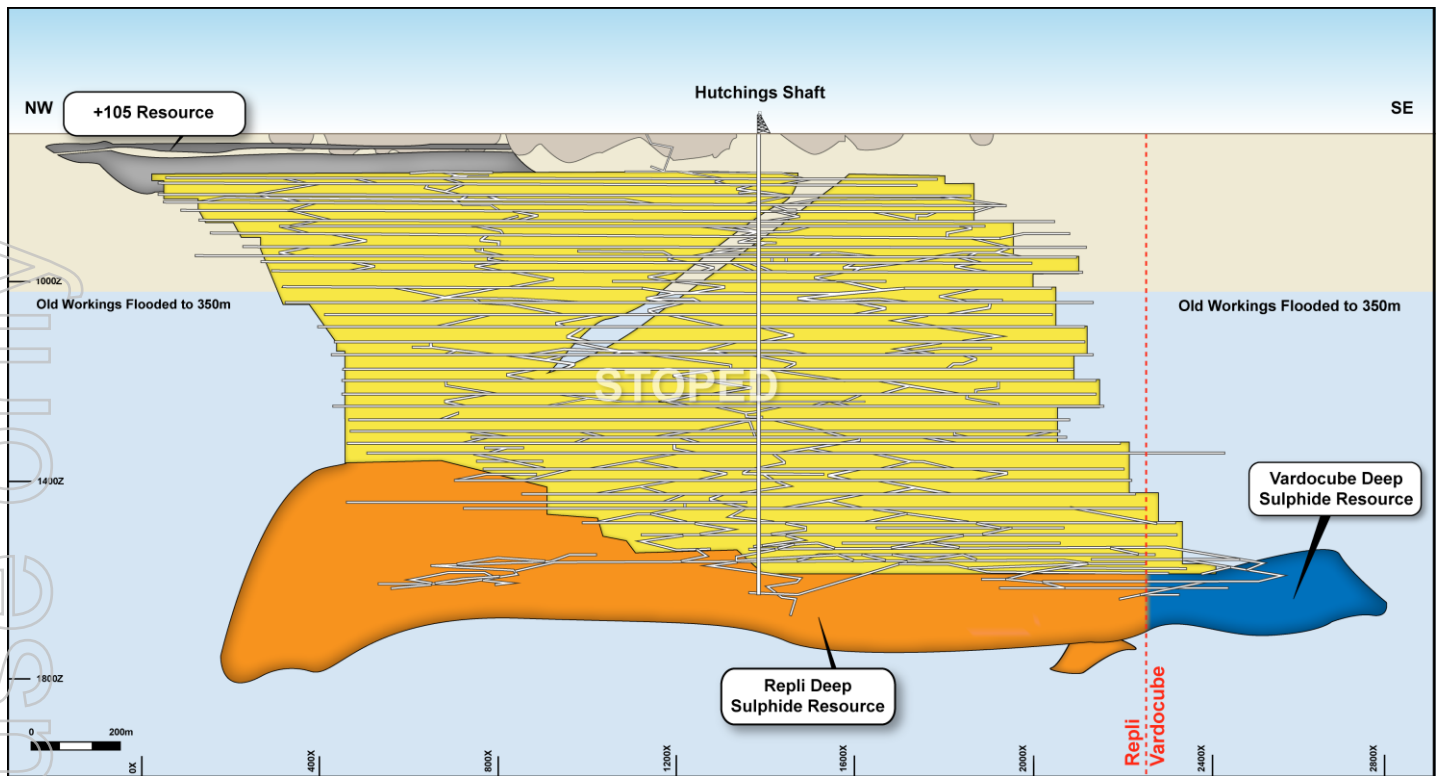 NW
+105 Resource
Hutchings Shaft
SE
1000Z
Old Workings Flooded to 350m
Old Workings Flooded to 350m
STOPED
1400Z
Vardocube Deep
Sulphide Resource
Repli Deep
Sulphide Resource
1800Z
0
200m
Repli
Vardocube
0X
400X
800X
1200X
1600X
2000X
2400X
2800X
use only